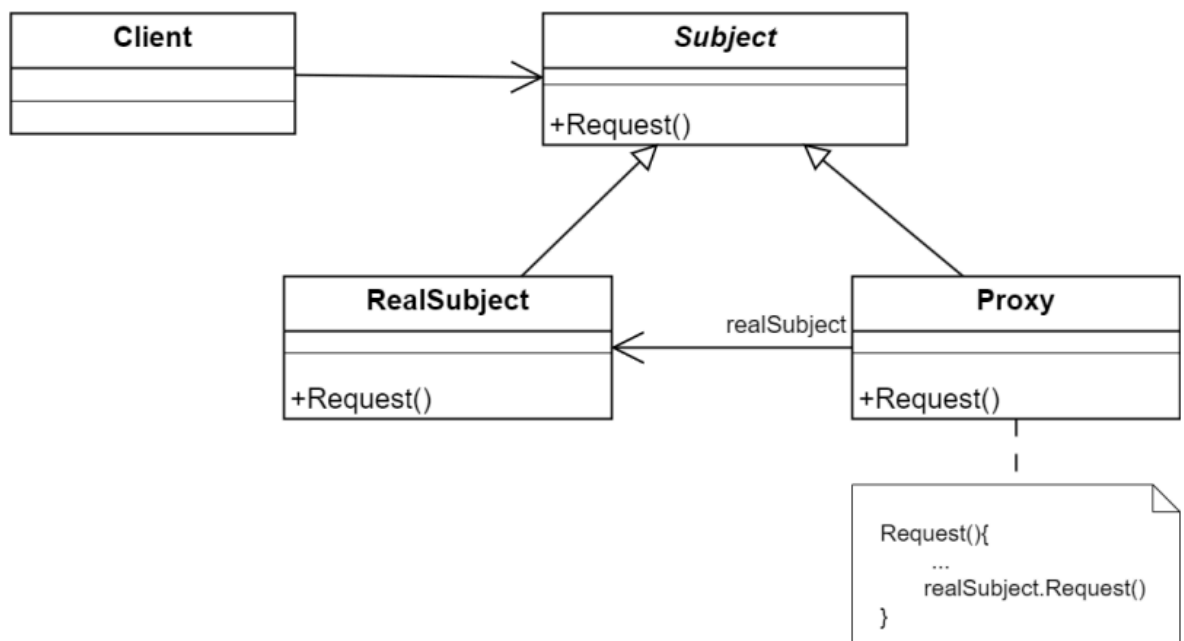 Client
Subject
+Request()
RealSubject
+Request()
realSubject
Proxy
+Request()
Request(){
...
realSubject.Request()
}